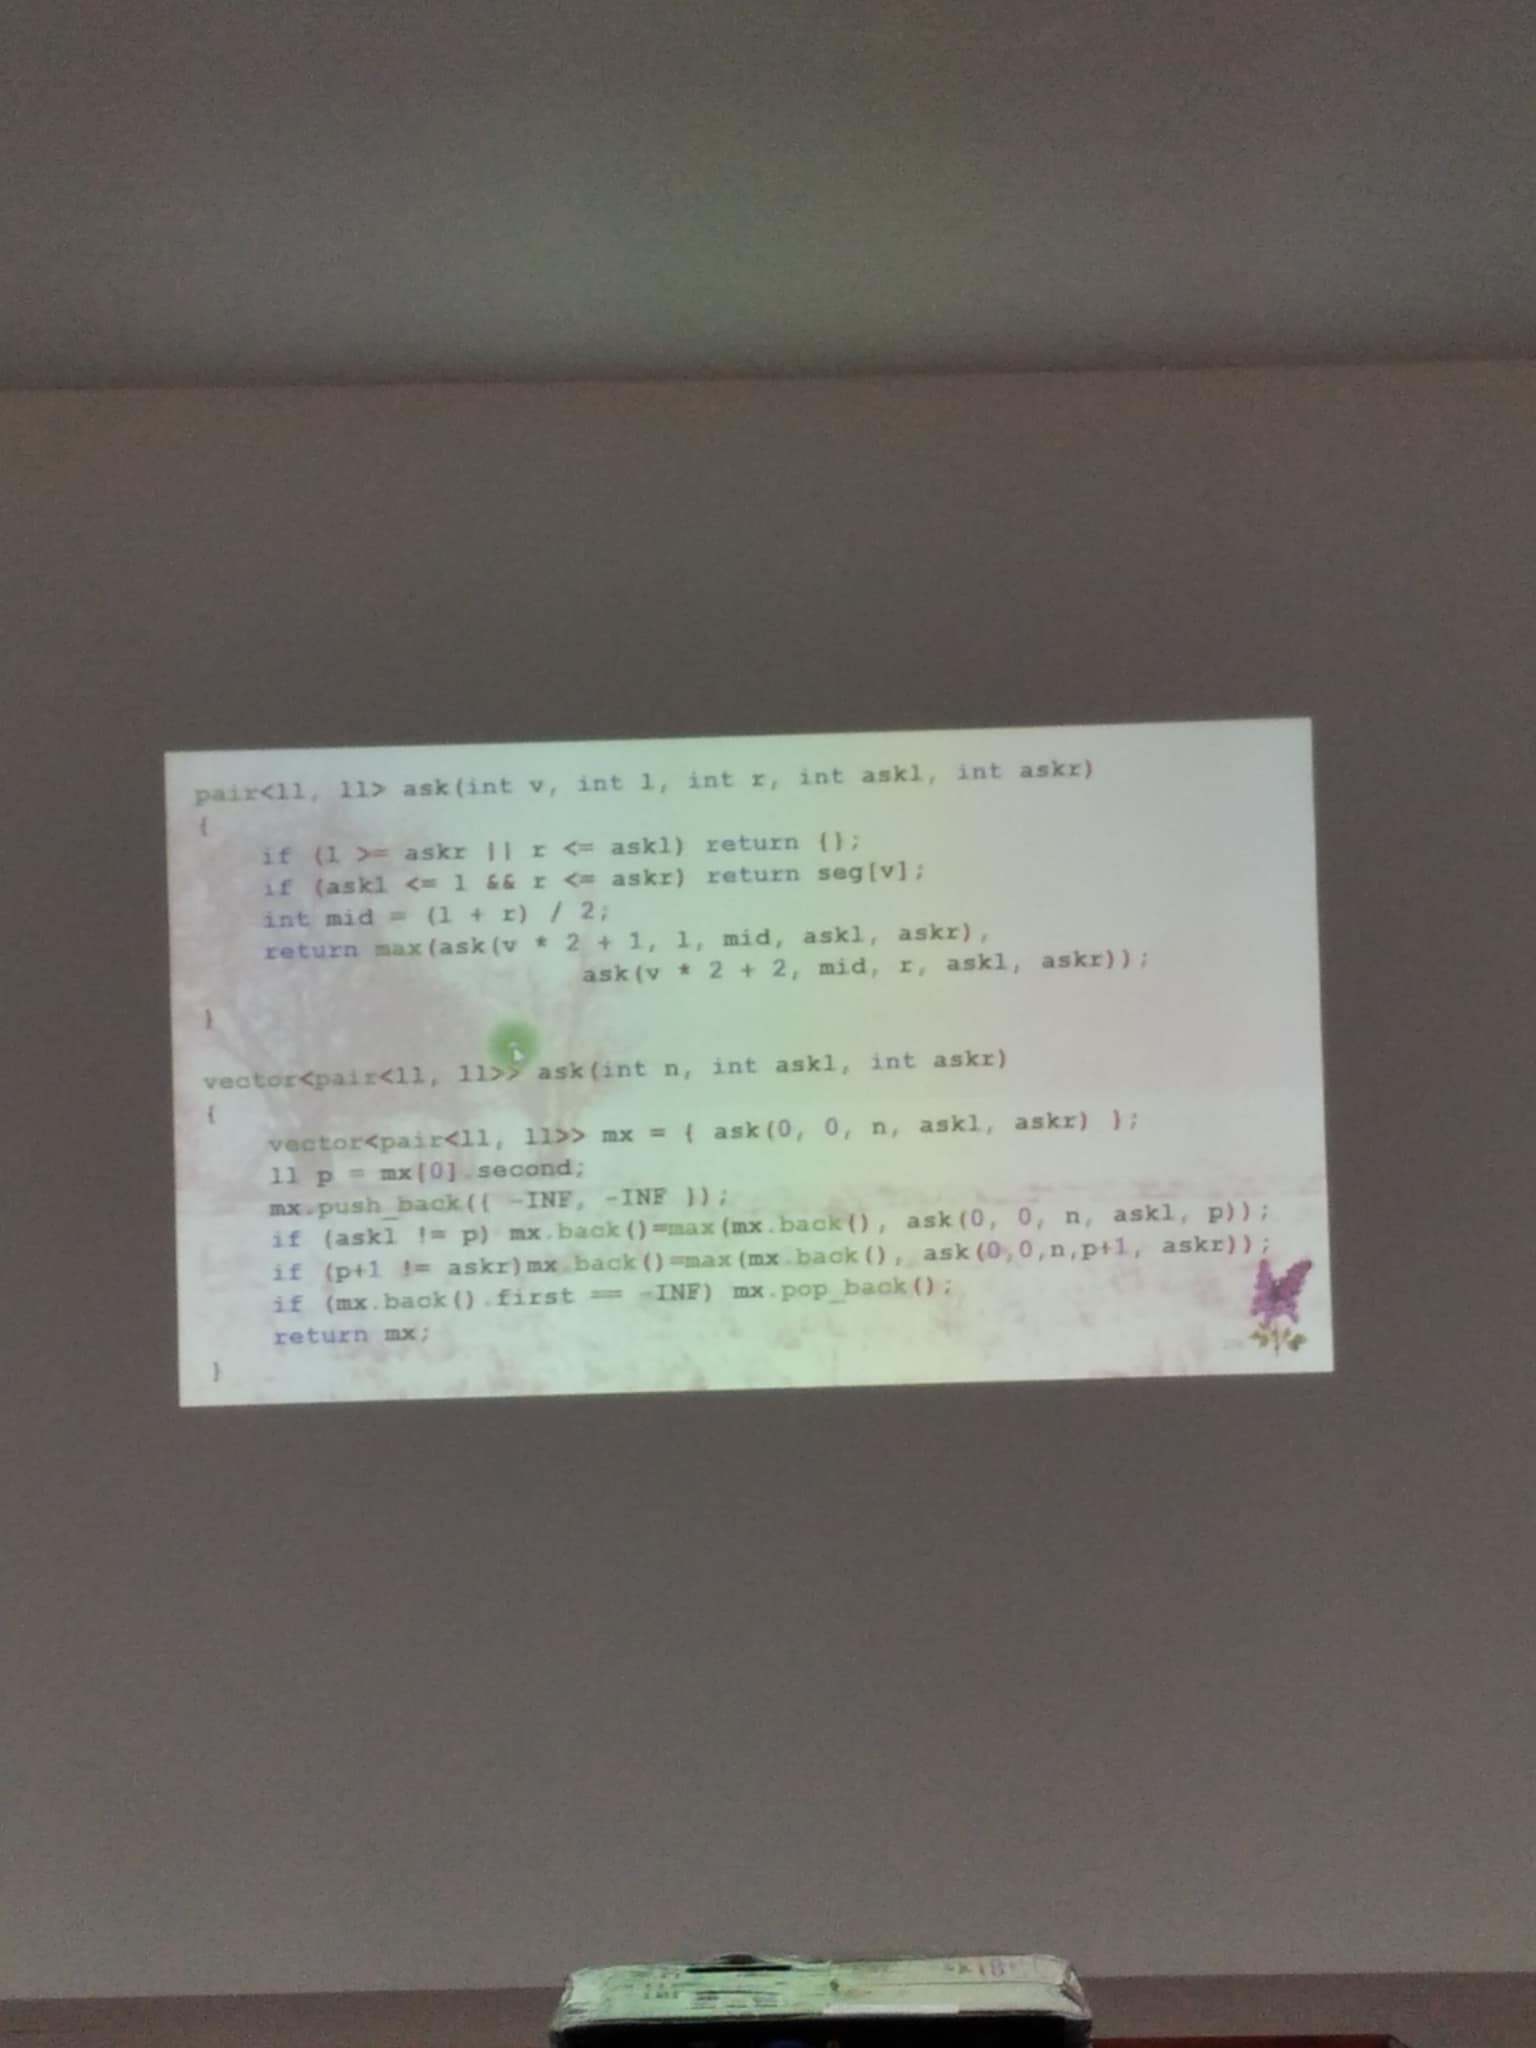 pair<ll, ll> ask(int v, int l, int r, int askl, int askr)
{
if (l >= askr || r <= askl) return {};
if (askl <= l && r <= askr) return seg[v];
int mid = (l + r) / 2;
return max(ask(v * 2 + 1, l, mid, askl, askr),
ask(v * 2 + 2, mid, r, askl, askr));
}
vector<pair<ll, ll>> ask(int n, int askl, int askr)
{
vector<pair<ll, ll>> mx = { ask(0, 0, n, askl, askr) };
ll p = mx[0].second;
mx.push_back({ -INF, -INF });
if (askl != p) mx.back()=max(mx.back(), ask(0, 0, n, askl, p));
if (p+1 != askr)mx.back()=max(mx.back(), ask(0,0,n,p+1, askr));
if (mx.back().first == -INF) mx.pop_back();
return mx;
}